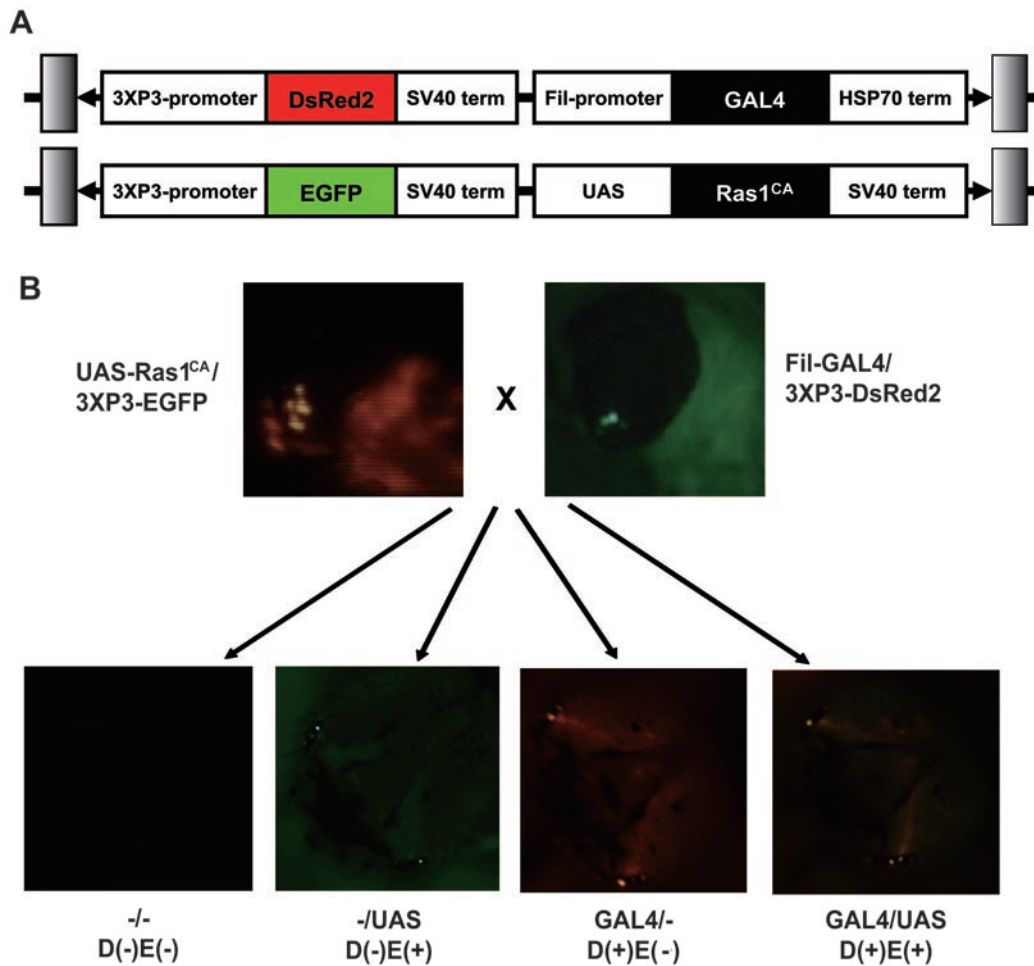 A
3XP3-promoter DsRed2 SV40 term Fil-promoter GAL4 HSP70 term
3XP3-promoter EGFP SV40 term UAS Ras1CA SV40 term
B
UAS-Ras1CA/
3XP3-EGFP
X
Fil-GAL4/
3XP3-DsRed2
-/-
D(-)E(-)
-/UAS
D(-)E(+)
GAL4/-
D(+)E(-)
GAL4/UAS
D(+)E(+)